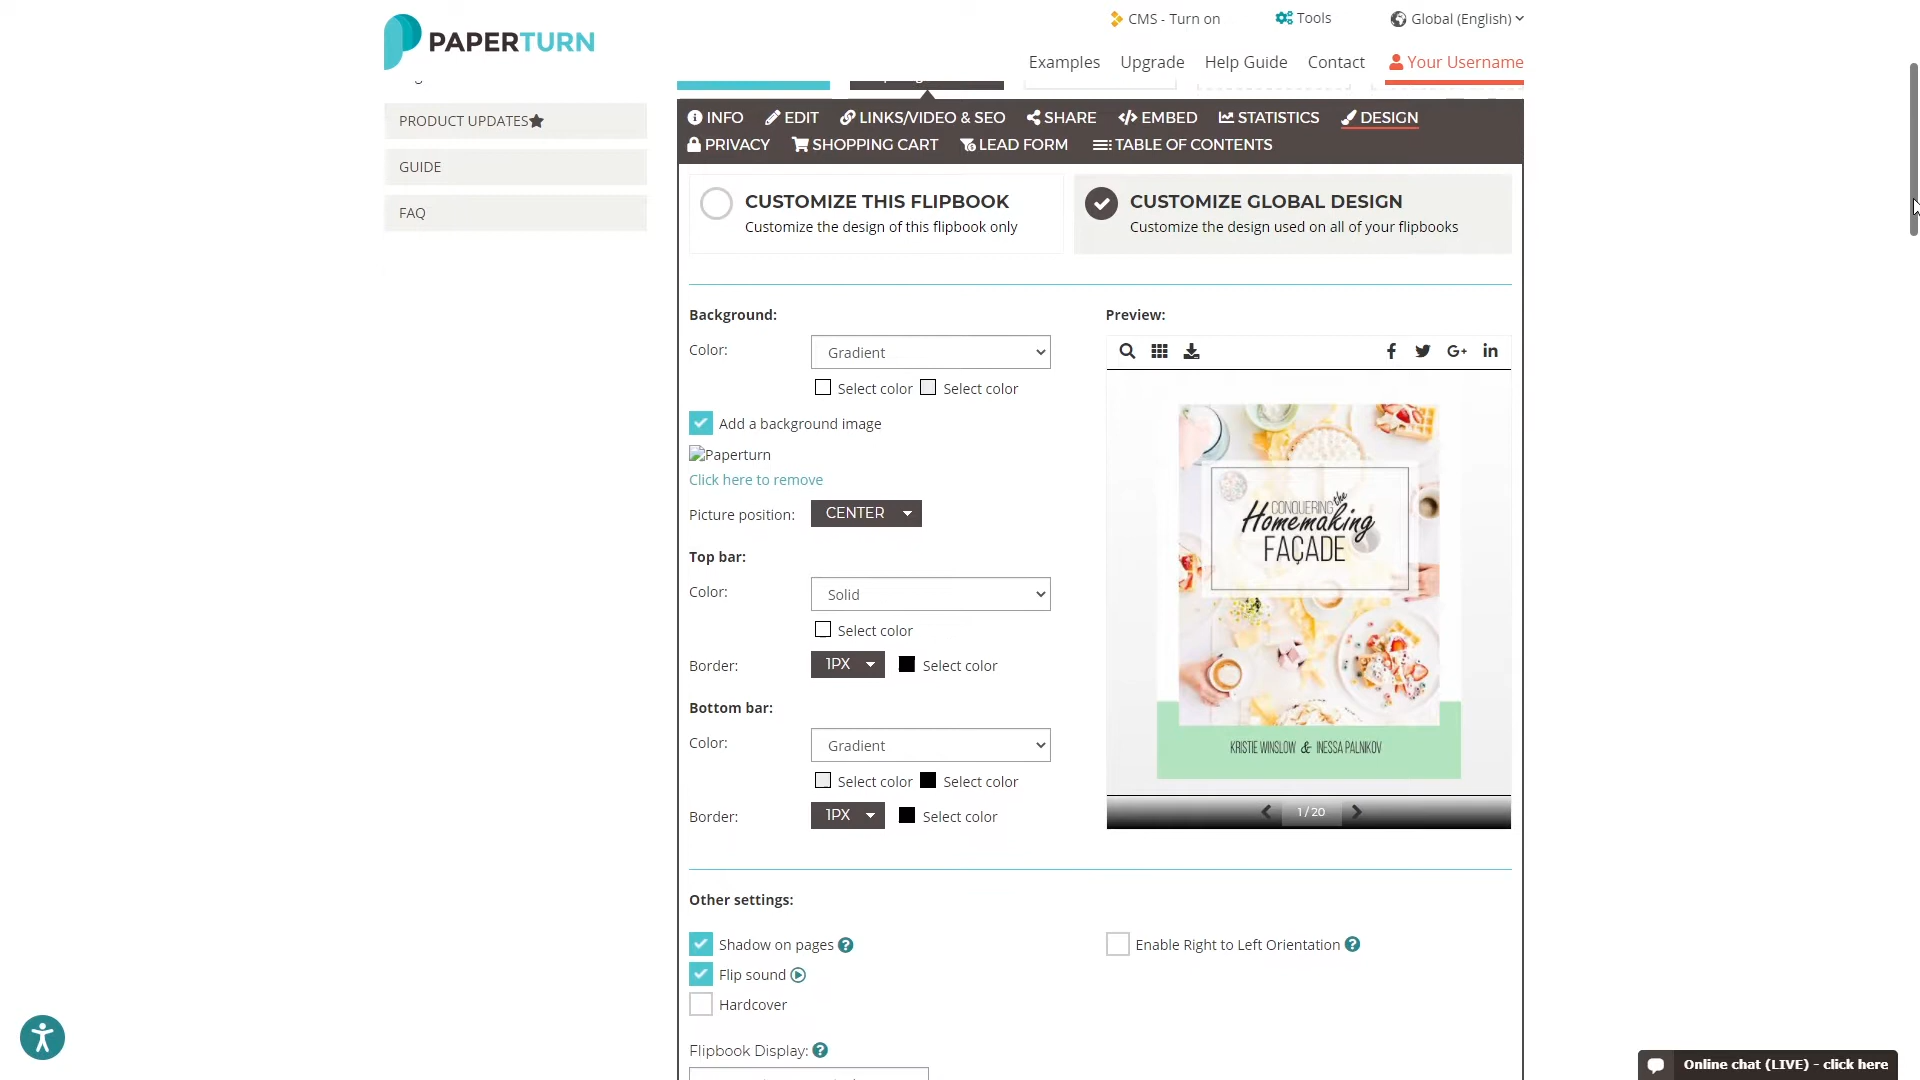 PAPERTURN
CMS - Turn on
Tools
Global (English)
Examples
Upgrade
Help Guide
Contact
Your Username
PRODUCT UPDATES
GUIDE
FAQ
INFO
EDIT
LINKS/VIDEO & SEO
SHARE
EMBED
STATISTICS
DESIGN
PRIVACY
SHOPPING CART
LEAD FORM
TABLE OF CONTENTS
CUSTOMIZE THIS FLIPBOOK
Customize the design of this flipbook only
CUSTOMIZE GLOBAL DESIGN
Customize the design used on all of your flipbooks
Background:
Color:
Gradient
Select color
Select color
Add a background image
Paperturn
Click here to remove
Picture position:
CENTER
Top bar:
Color:
Solid
Select color
Border:
1PX
Select color
Bottom bar:
Color:
Gradient
Select color
Select color
Border:
1PX
Select color
Preview:
G+
in
CONQUERING the
Homemaking
FAÇADE
KRISTIE WINSLOW & INESSA PALNIKOV
1 / 20
Other settings:
Shadow on pages
Flip sound
Hardcover
Enable Right to Left Orientation
Flipbook Display:
Online chat (LIVE) - click here